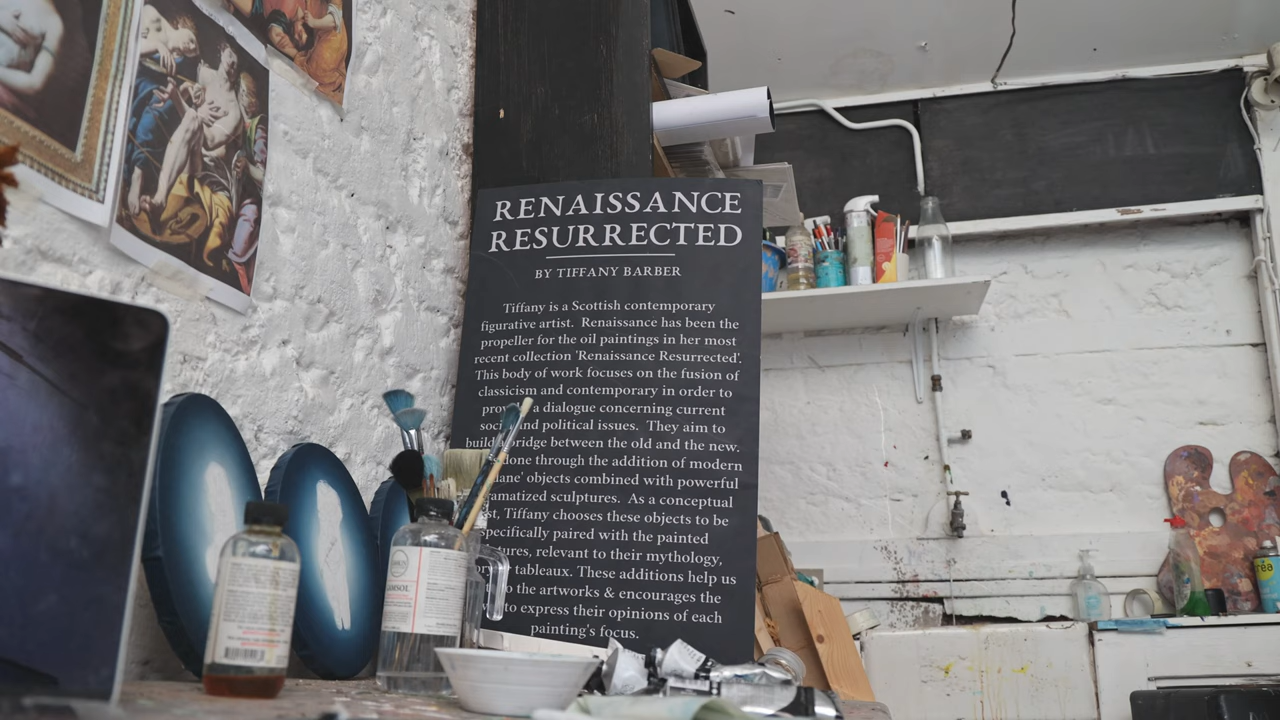 RENAISSANCE
RESURRECTED
BY TIFFANY BARBER
Tiffany is a Scottish contemporary
figurative artist. Renaissance has been the
propeller for the oil paintings in her most
recent collection 'Renaissance Resurrected'.
This body of work focuses on the fusion of
classicism and contemporary in order to
a dialogue concerning current
and political issues. They aim to
build bridge between the old and the new.
done through the addition of modern
objects combined with powerful
sculptures. As a conceptual
Tiffany chooses these objects to be
specifically paired with the painted
relevant to their mythology,
tableaux. These additions help us
the artworks & encourages the
to express their opinions of each
painting's focus.